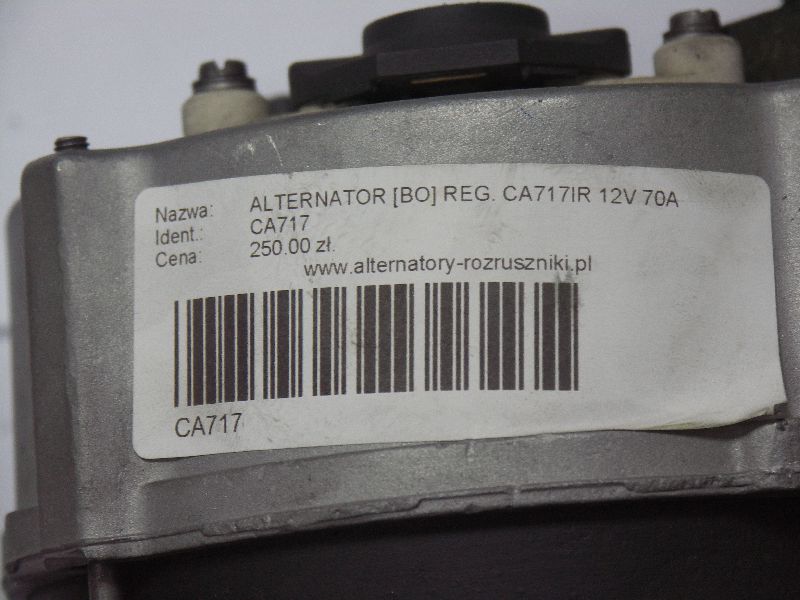 Nazwa: ALTERNATOR [BO] REG. CA717IR 12V 70A
Ident.: CA717
Cena: 250.00 zł.
www.alternatory-rozruszniki.pl
CA717